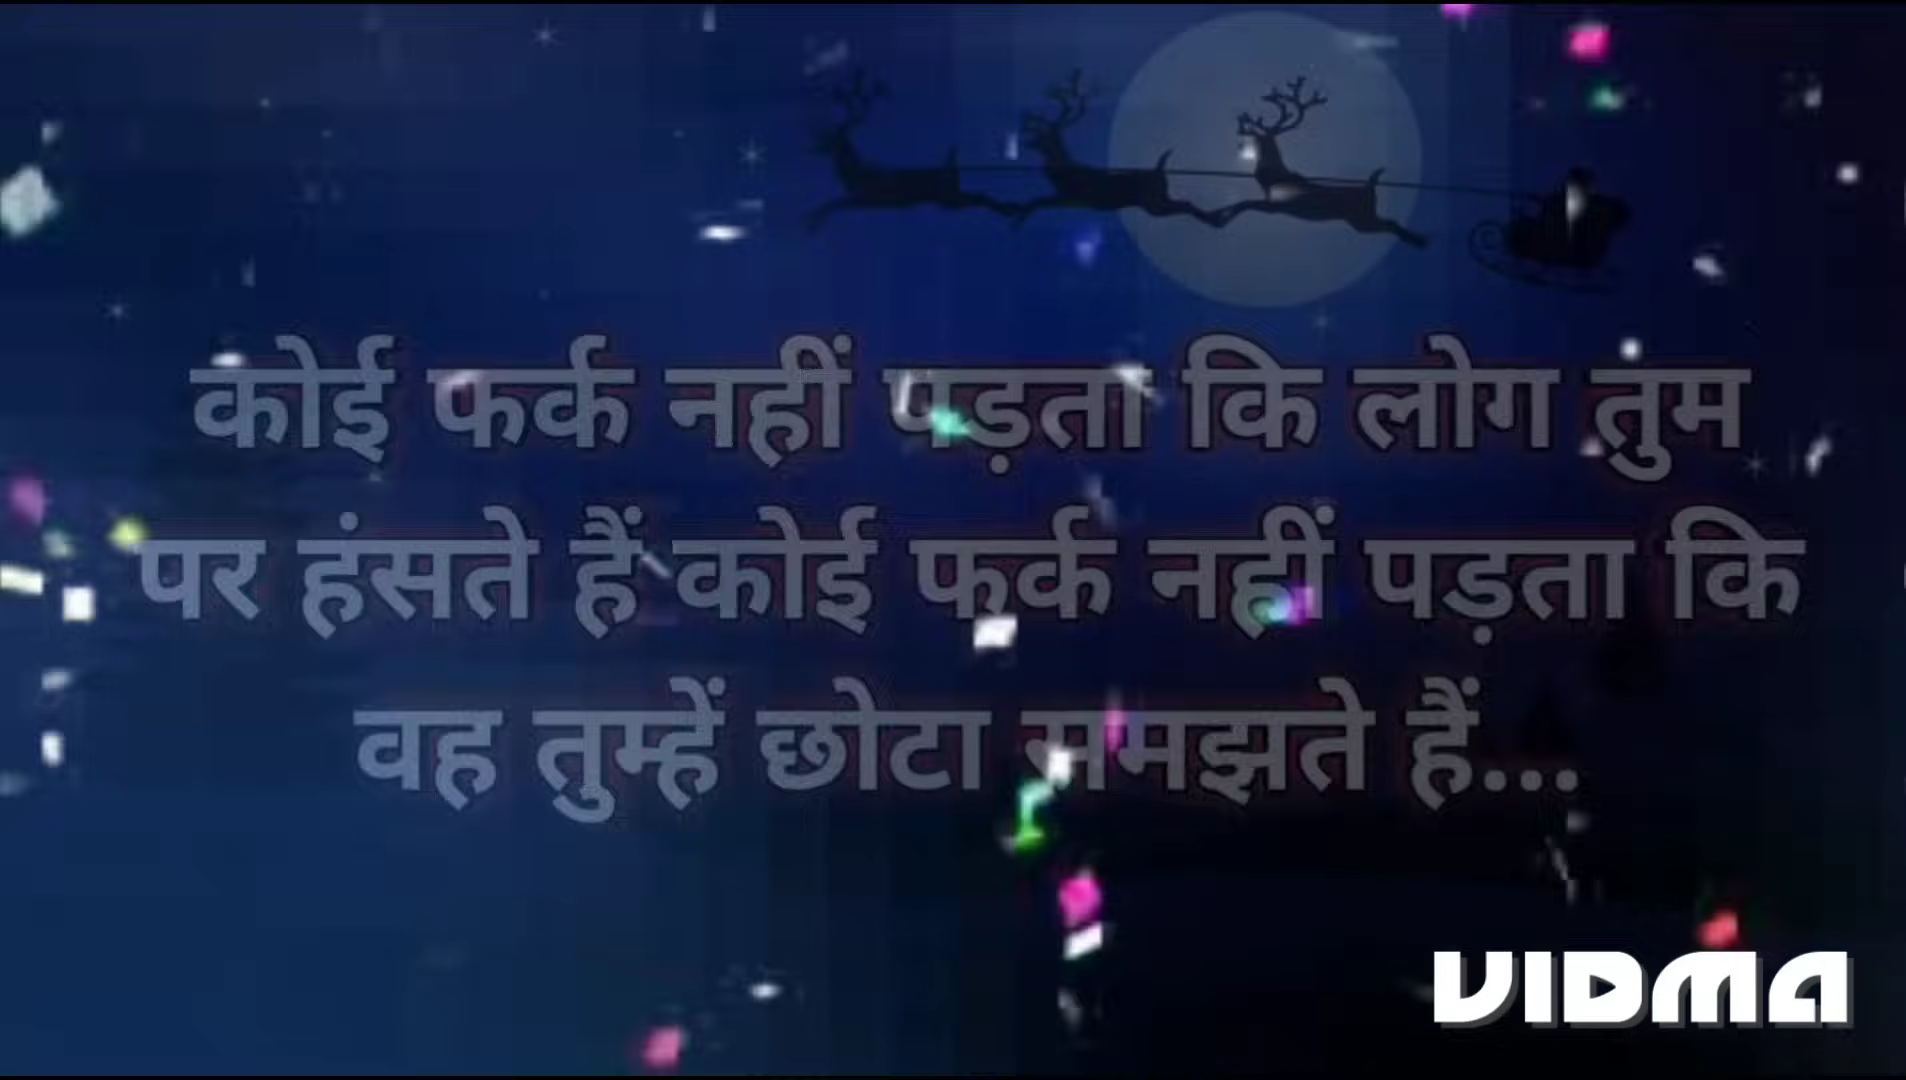 कोई फर्क नहीं पड़ता कि लोग तुम
पर हंसते हैं कोई फर्क नहीं पड़ता कि
वह तुम्हें छोटा समझते हैं...
VIDMA